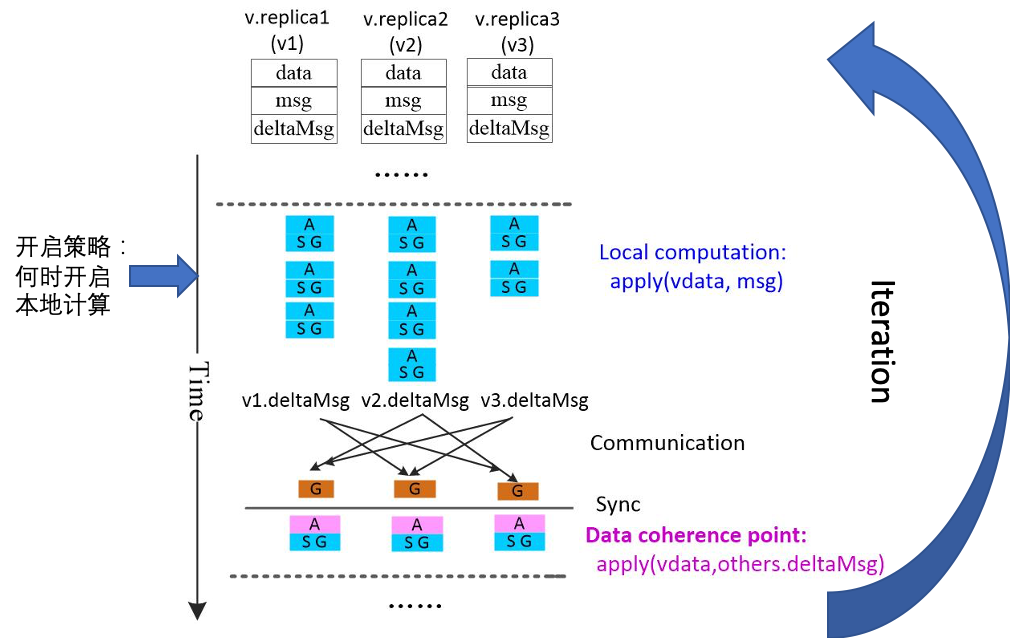 v.replica1 v.replica2 v.replica3
(v1) (v2) (v3)
data data data
msg msg msg
deltaMsg deltaMsg deltaMsg
……
A A A
S G S G S G
A A A
S G S G S G
A A
S G S G
A
S G
开启策略：
何时开启
本地计算
Local computation:
apply(vdata, msg)
Iteration
Time
v1.deltaMsg v2.deltaMsg v3.deltaMsg
Communication
G G G
Sync
A A A
S G S G S G
Data coherence point:
apply(vdata,others.deltaMsg)
……